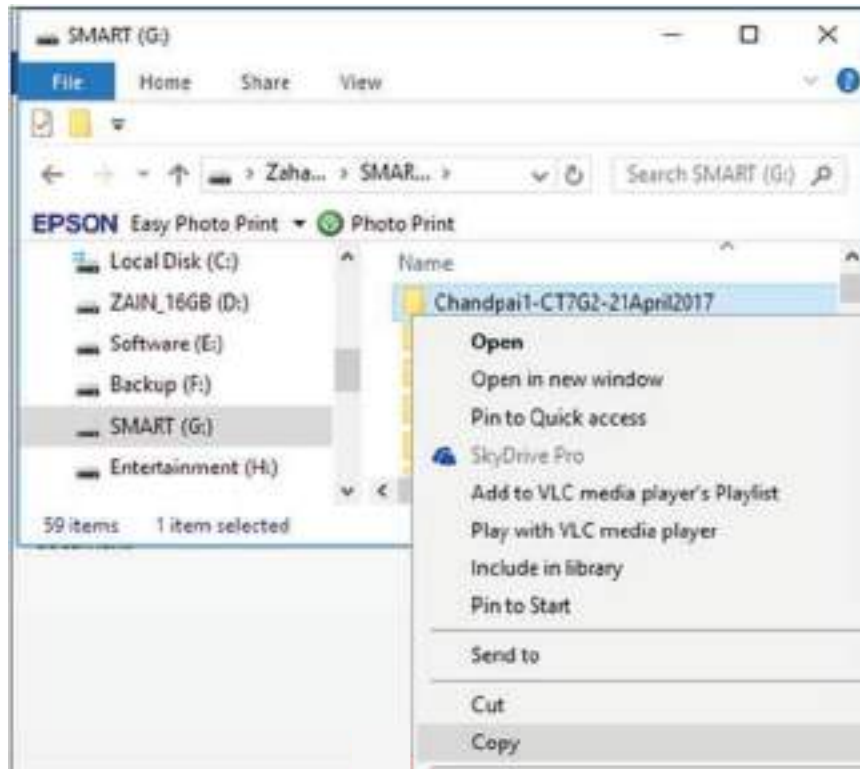 SMART (G:)
File Home Share View
Zaha... SMAR... Search SMART (G:)
EPSON Easy Photo Print Photo Print
Local Disk (C:)
ZAIN_16GB (D:)
Software (E:)
Backup (F:)
SMART (G:)
Entertainment (H:)
Name
Chandpai1-CT7G2-21April2017
59 items 1 item selected
Open
Open in new window
Pin to Quick access
SkyDrive Pro
Add to VLC media player's Playlist
Play with VLC media player
Include in library
Pin to Start
Send to
Cut
Copy